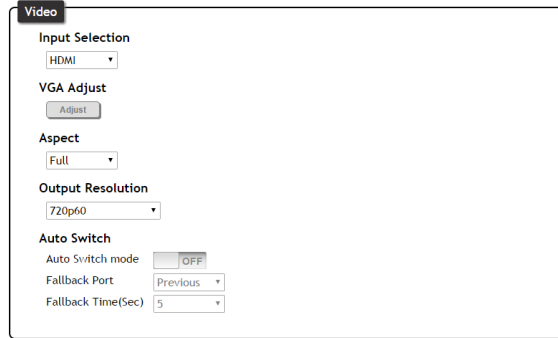 Video
Input Selection
HDMI
VGA Adjust
Adjust
Aspect
Full
Output Resolution
720p60
Auto Switch
Auto Switch mode OFF
Fallback Port Previous
Fallback Time(Sec) 5